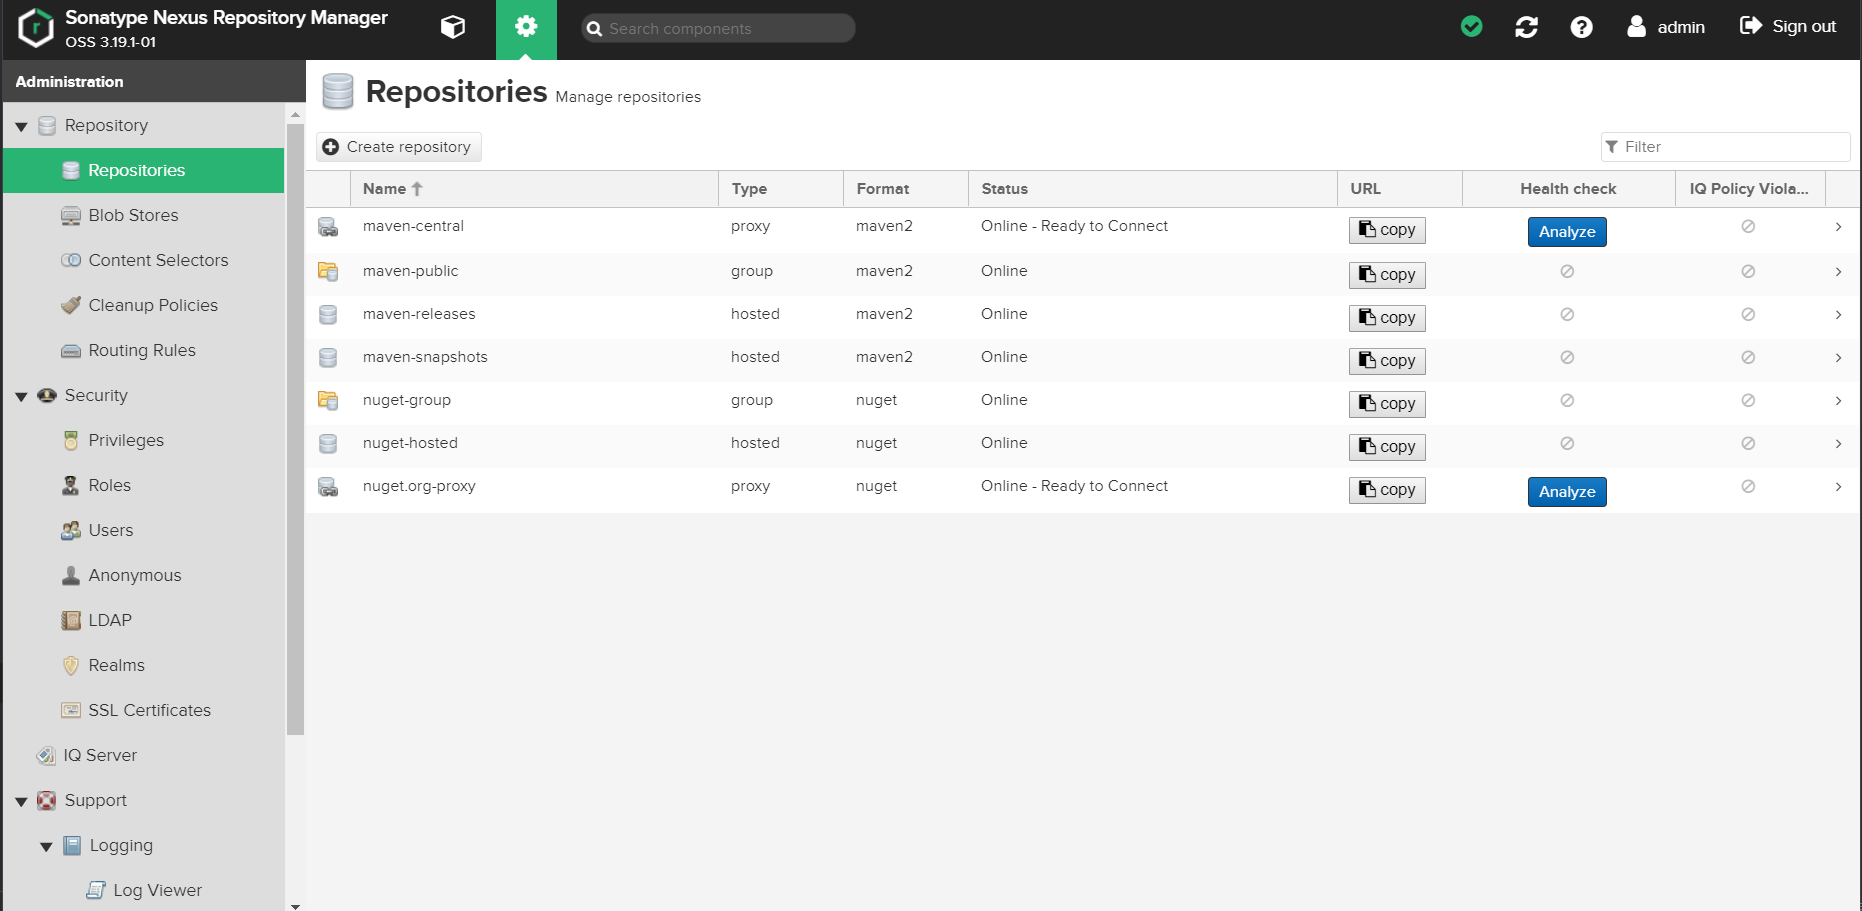 Sonatype Nexus Repository Manager
OSS 3.19.1-01
Search components
admin
Sign out
Administration
Repository
Repositories
Blob Stores
Content Selectors
Cleanup Policies
Routing Rules
Security
Privileges
Roles
Users
Anonymous
LDAP
Realms
SSL Certificates
IQ Server
Support
Logging
Log Viewer
Repositories Manage repositories
Create repository
Filter
Name Type Format Status URL Health check IQ Policy Viola...
maven-central proxy maven2 Online - Ready to Connect copy Analyze
maven-public group maven2 Online copy
maven-releases hosted maven2 Online copy
maven-snapshots hosted maven2 Online copy
nuget-group group nuget Online copy
nuget-hosted hosted nuget Online copy
nuget.org-proxy proxy nuget Online - Ready to Connect copy Analyze